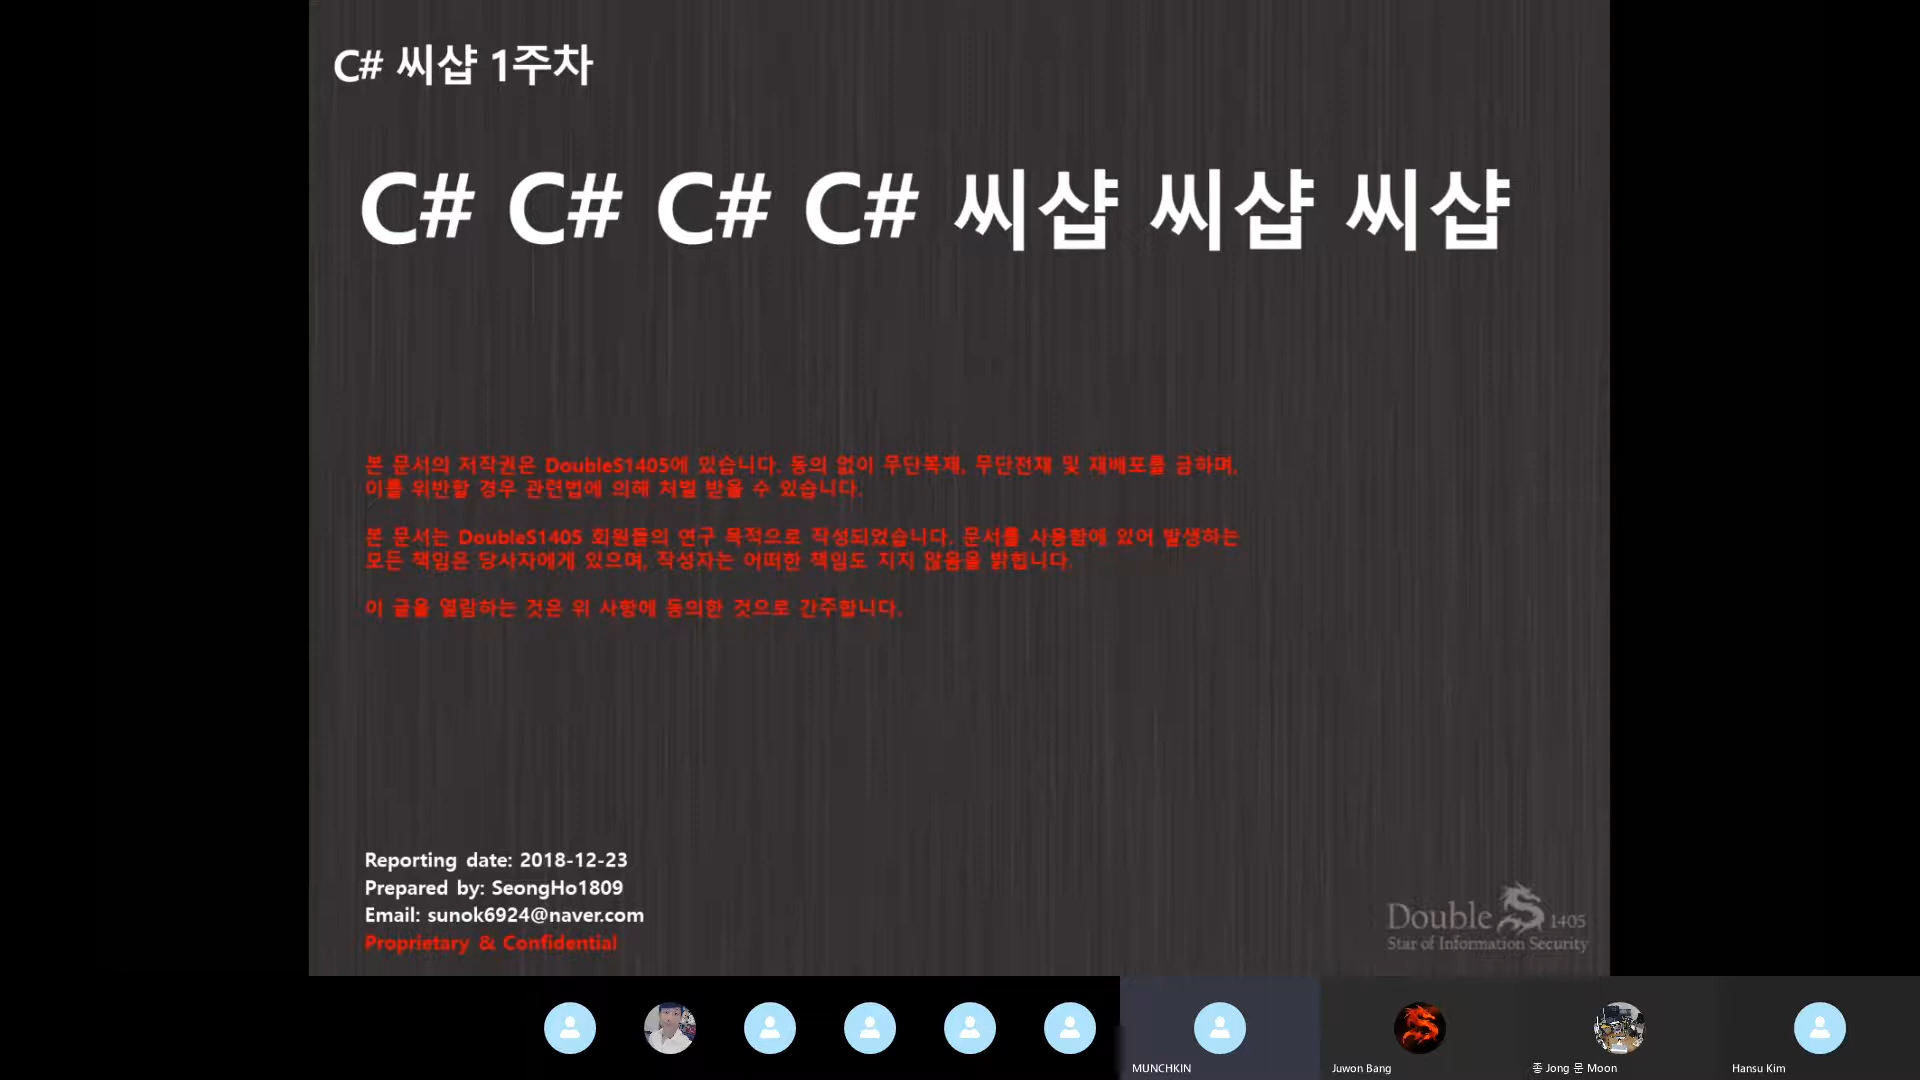 C# 씨샵 1주차
C# C# C# C# 씨샵 씨샵 씨샵
본 문서의 저작권은 DoubleS1405에 있습니다. 동의 없이 무단복제, 무단전재 및 재배포를 금하며,
이를 위반할 경우 관련법에 의해 처벌 받을 수 있습니다.
본 문서는 DoubleS1405 회원들의 연구 목적으로 작성되었습니다. 문서를 사용함에 있어 발생하는
모든 책임은 당사자에게 있으며, 작성자는 어떠한 책임도 지지 않음을 밝힙니다.
이 글을 열람하는 것은 위 사항에 동의한 것으로 간주합니다.
Reporting date: 2018-12-23
Prepared by: SeongHo1809
Email: sunok6924@naver.com
Proprietary & Confidential
Double S 1405
Star of Information Security
MUNCHKIN
Juwon Bang
종 Jong 문 Moon
Hansu Kim